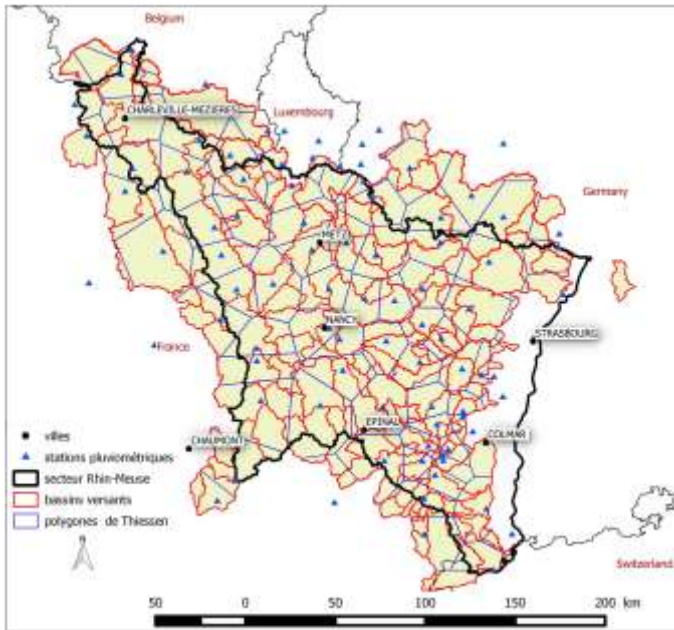 Belgium
CHARLEVILLE-MEZIERES
Luxembourg
Germany
METZ
NANCY
STRASBOURG
France
EPINAL
COLMAR
CHAUMONT
villes
stations pluviométriques
secteur Rhin-Meuse
bassins versants
polygones de Thiessen
N
Switzerland
50 0 50 100 150 200 km